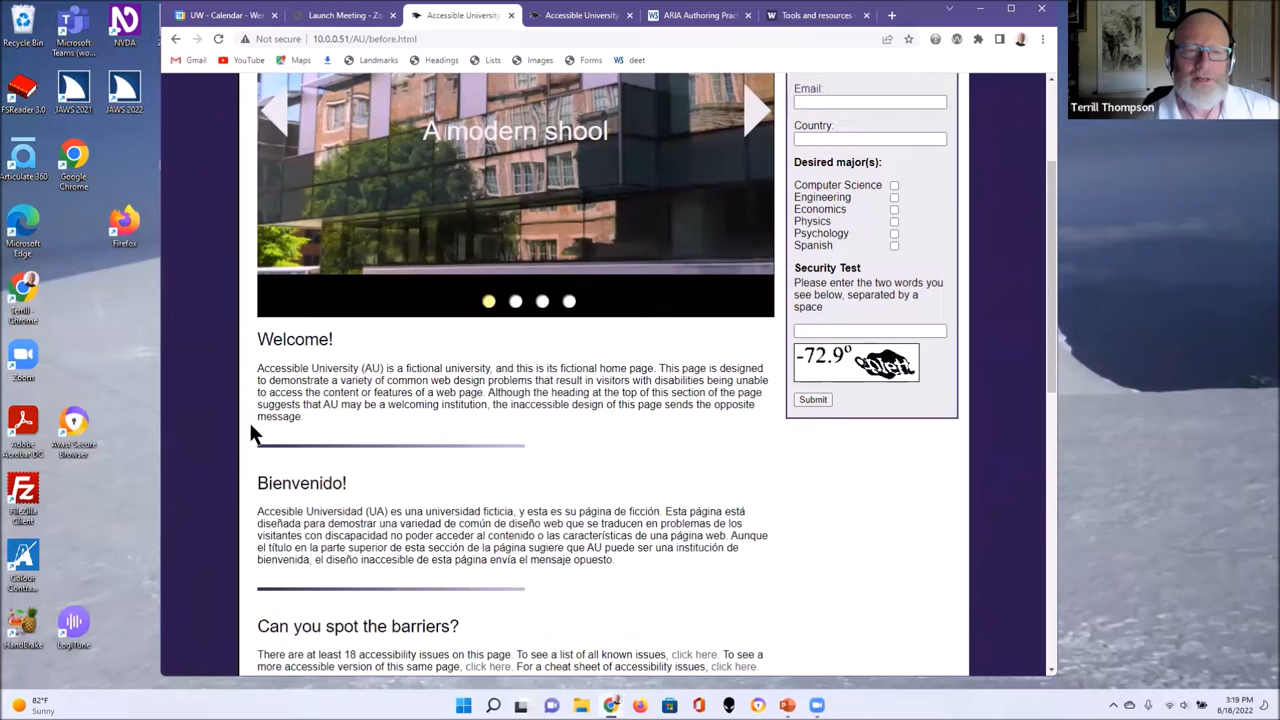 UW - Calendar - Wee
Launch Meeting - Zo
Accessible University
Accessible University
ARIA Authoring Pract
Tools and resources
Not secure
10.0.0.51/AU/before.html
Gmail
YouTube
Maps
Landmarks
Headings
Lists
Images
Forms
deet
Recycle Bin
Microsoft Teams (wo...
NVDA
FSReader 3.0
JAWS 2021
JAWS 2022
Articulate 360
Google Chrome
Microsoft Edge
Firefox
Terrill - Chrome
Zoom
Adobe Acrobat DC
Avast Secure Browser
FileZilla Client
Colour Contra...
HandBrake
LoopTune
Terrill Thompson
A modern shool
Email:
Country:
Desired major(s):
Computer Science
Engineering
Economics
Physics
Psychology
Spanish
Security Test
Please enter the two words you
see below, separated by a
space
-72.9º
Submit
Welcome!
Accessible University (AU) is a fictional university, and this is its fictional home page. This page is designed
to demonstrate a variety of common web design problems that result in visitors with disabilities being unable
to access the content or features of a web page. Although the heading at the top of this section of the page
suggests that AU may be a welcoming institution, the inaccessible design of this page sends the opposite
message.
Bienvenido!
Accesible Universidad (UA) es una universidad ficticia, y esta es su página de ficción. Esta página está
diseñada para demostrar una variedad de común de diseño web que se traducen en problemas de los
visitantes con discapacidad no poder acceder al contenido o las características de una página web. Aunque
el título en la parte superior de esta sección de la página sugiere que AU puede ser una institución de
bienvenida, el diseño inaccesible de esta página envía el mensaje opuesto.
Can you spot the barriers?
There are at least 18 accessibility issues on this page. To see a list of all known issues, click here. To see a
more accessible version of this same page, click here. For a cheat sheet of accessibility issues, click here.
82°F
Sunny
3:19 PM
8/18/2022